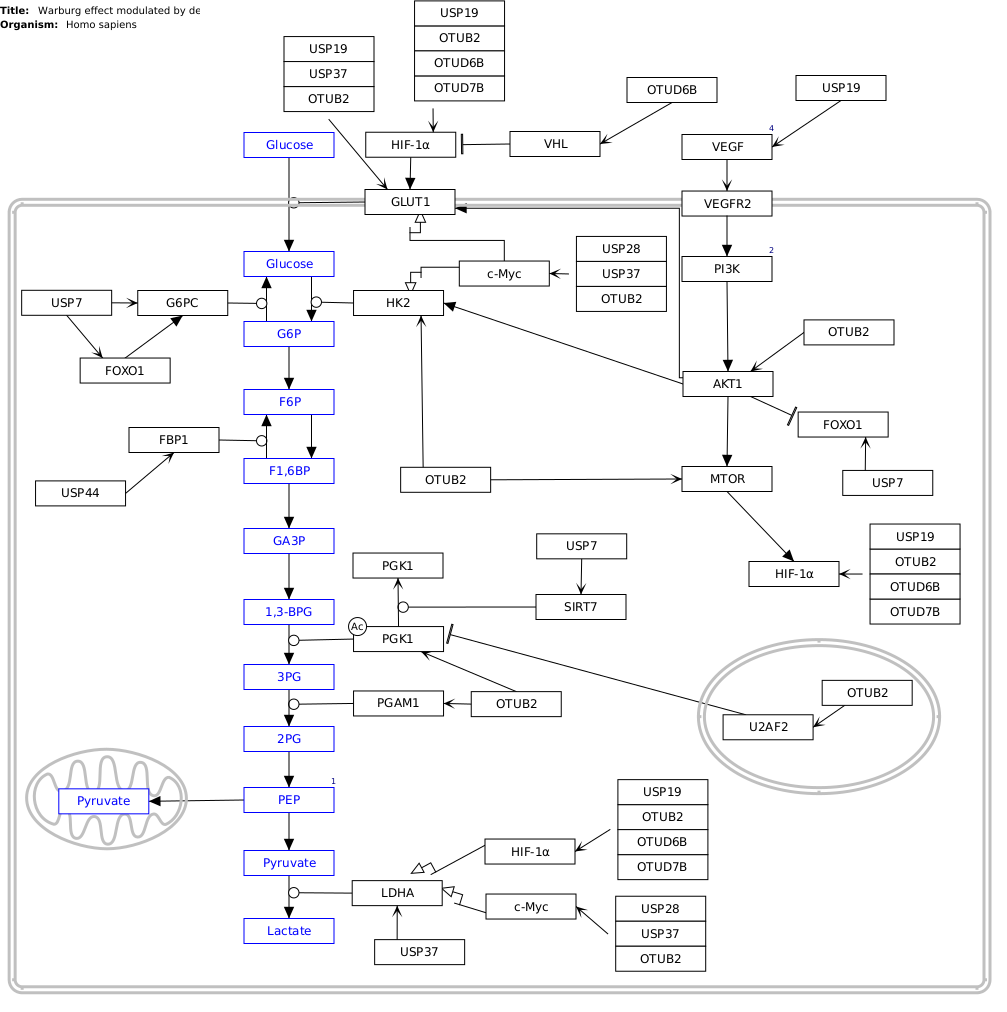 Title: Warburg effect modulated by de
Organism: Homo sapiens
USP19
OTUB2
OTUD6B
OTUD7B
USP19
USP37
OTUB2
OTUD6B
USP19
Glucose
HIF-1α
VHL
4
VEGF
GLUT1
VEGFR2
Glucose
c-Myc
USP28
USP37
OTUB2
2
PI3K
USP7
G6PC
HK2
G6P
OTUB2
FOXO1
AKT1
F6P
FOXO1
FBP1
F1,6BP
USP44
OTUB2
MTOR
USP7
GA3P
USP7
USP19
OTUB2
OTUD6B
OTUD7B
PGK1
HIF-1α
1,3-BPG
SIRT7
Ac
PGK1
3PG
OTUB2
PGAM1
OTUB2
U2AF2
2PG
1
Pyruvate
PEP
USP19
OTUB2
OTUD6B
OTUD7B
HIF-1α
Pyruvate
LDHA
c-Myc
USP28
USP37
OTUB2
Lactate
USP37